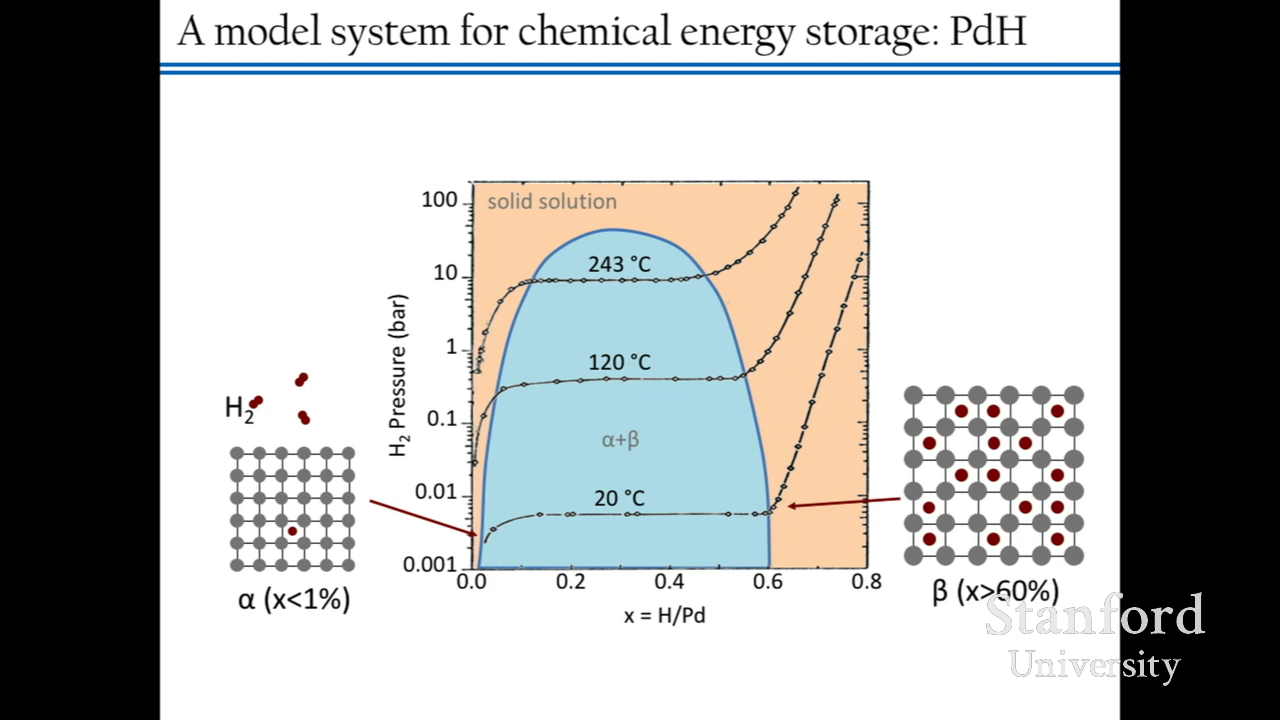 A model system for chemical energy storage: PdH
solid solution
100
10
1
0.1
0.01
0.001
H₂ Pressure (bar)
243 °C
120 °C
α+β
20 °C
0.0 0.2 0.4 0.6 0.8
x = H/Pd
H₂
α (x<1%)
β (x>60%)
Stanford
University